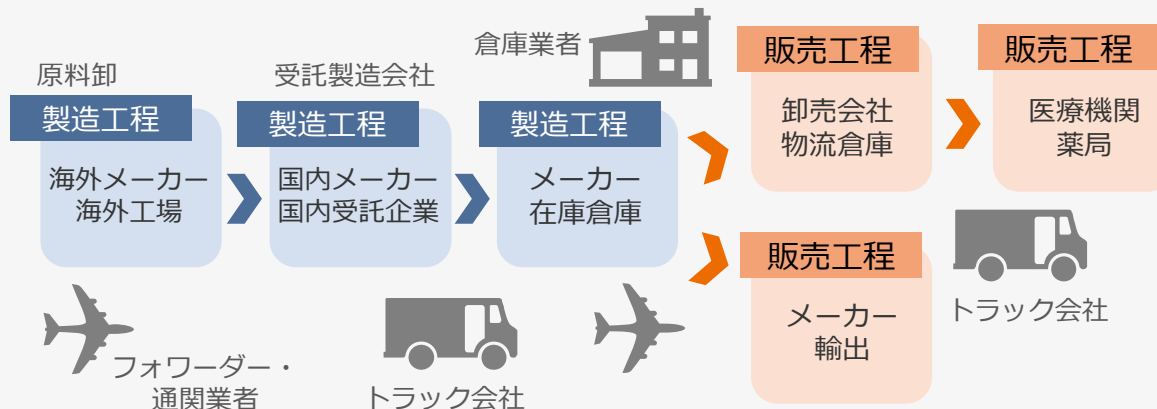 原料卸
製造工程
海外メーカー
海外工場
フォワーダー・
通関業者
受託製造会社
製造工程
国内メーカー
国内受託企業
トラック会社
倉庫業者
製造工程
メーカー
在庫倉庫
販売工程
卸売会社
物流倉庫
販売工程
医療機関
薬局
販売工程
メーカー
輸出
トラック会社